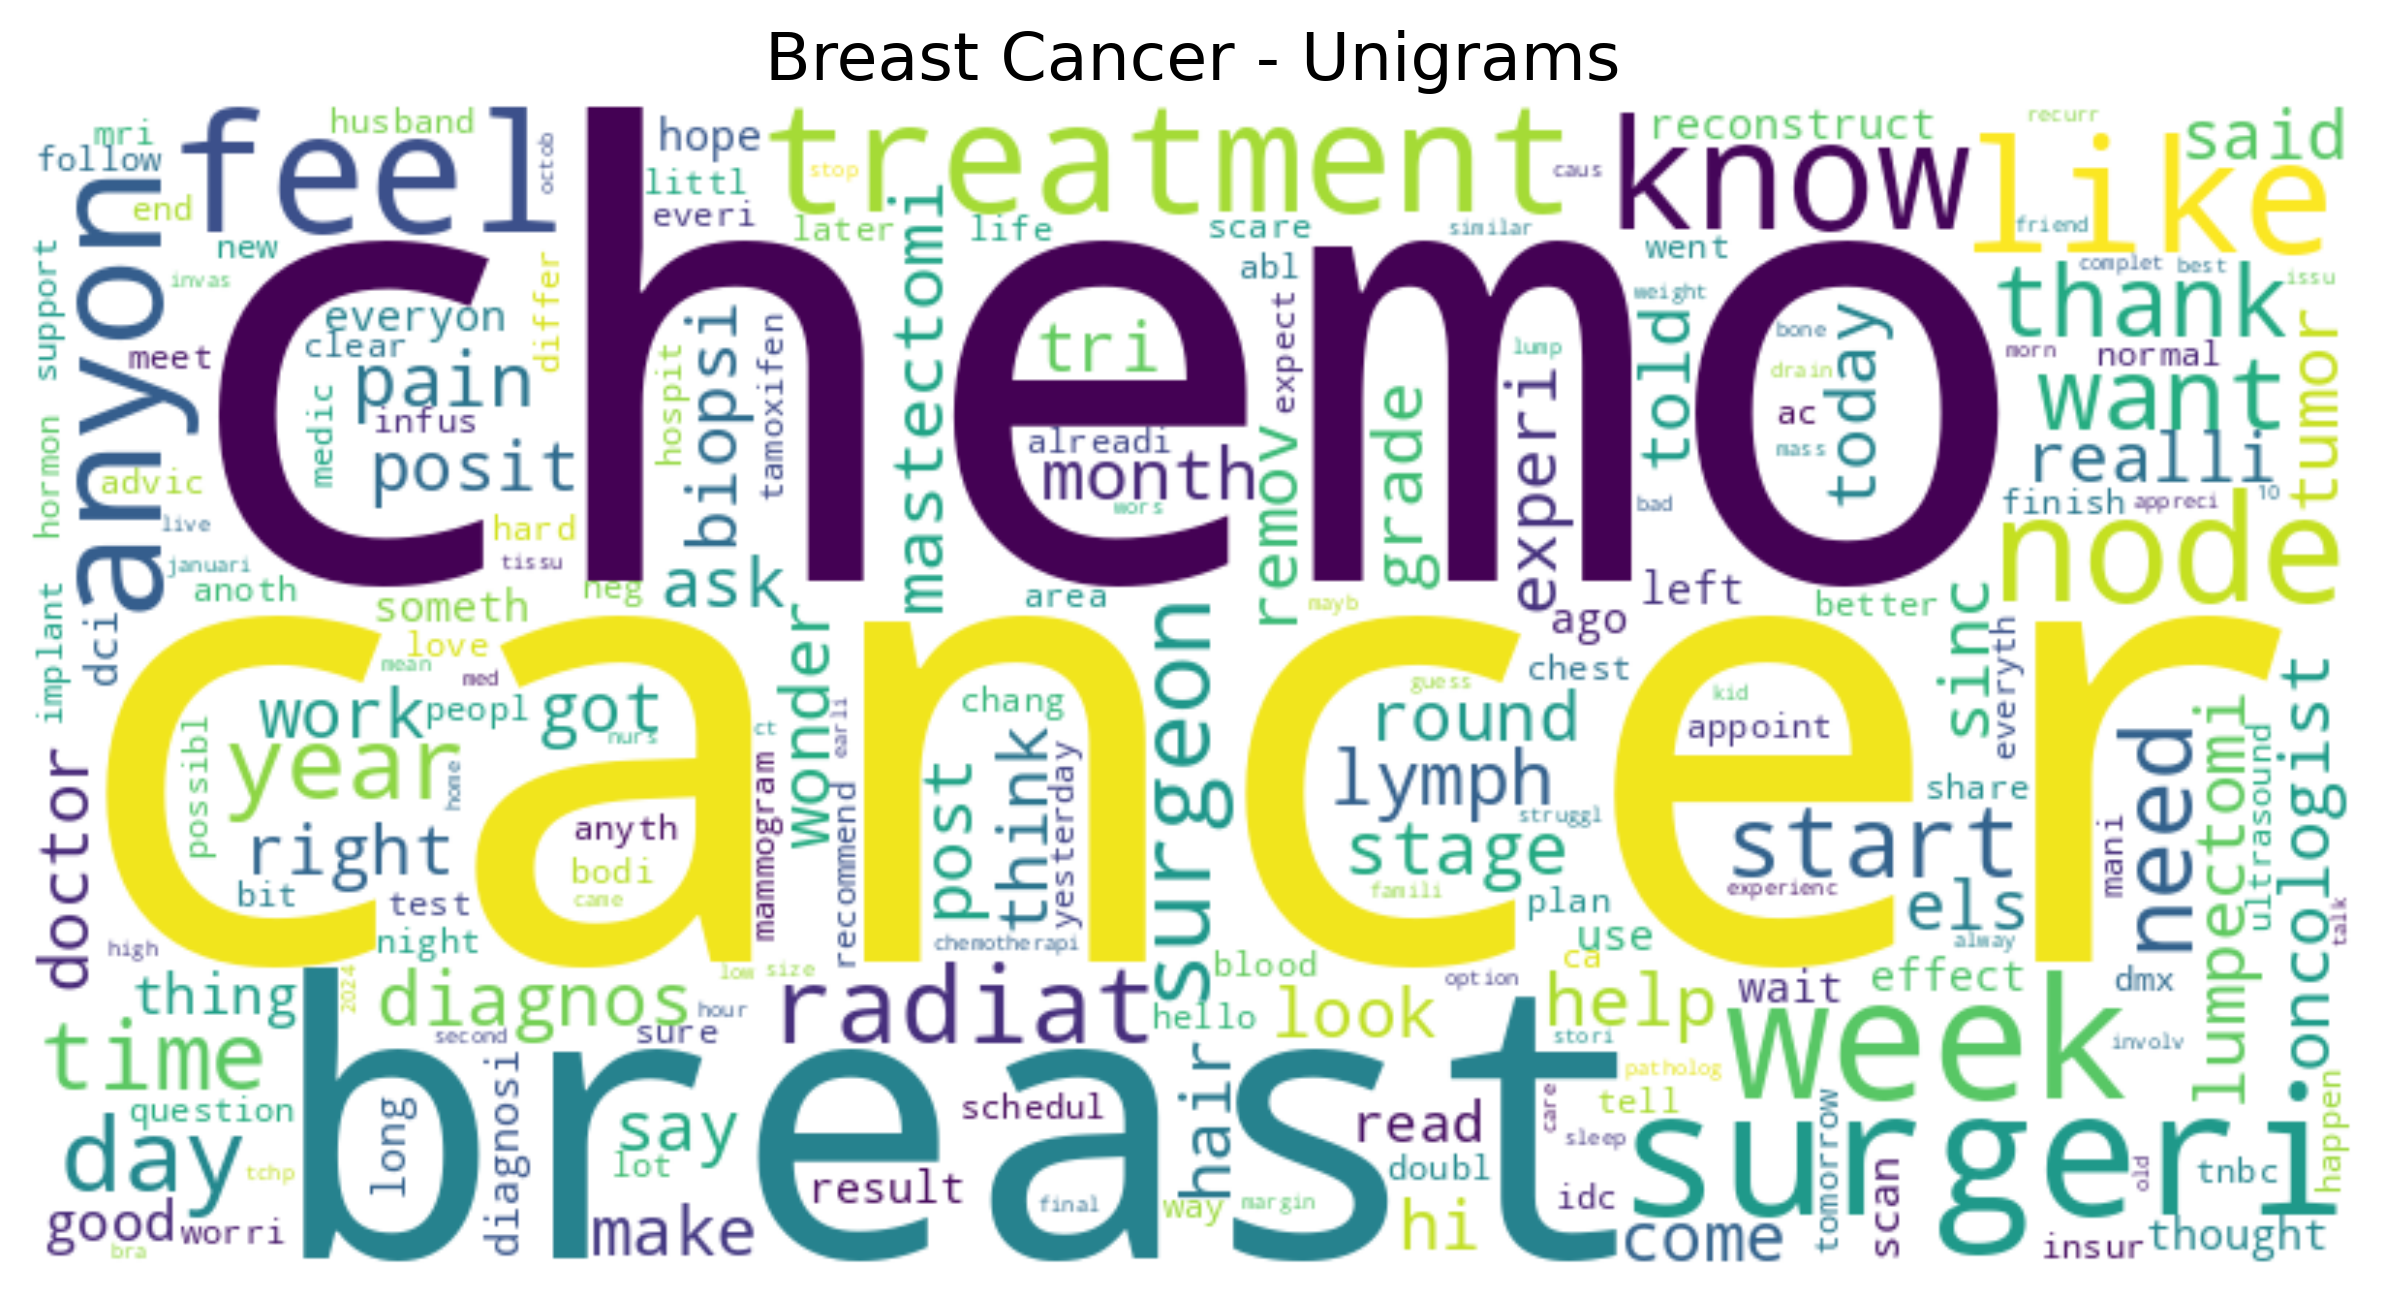 Breast Cancer - Unigrams
chemo
cancer
breast
treatment
feel
know
like
anyon
node
week
surgeri
surgeon
radiat
need
start
thank
want
said
mri
follow
husband
octob
hope
littl
everi
stop
caus
reconstruct
recurr
end
new
invas
support
later
life
scare
similar
went
friend
abl
complet
best
issu
weight
everyon
clear
meet
differ
pain
infus
medic
posit
biopsi
hospit
tamoxifen
mastectomi
tri
alreadi
month
wors
expect
remov
grade
lump
experi
told
bone
today
drain
ac
mass
morn
normal
tumor
realli
finish
appreci
10
bad
hormon
advic
live
januari
hard
tissu
anoth
neg
ask
area
mayb
ago
left
better
sinc
everyth
implant
dci
someth
love
mean
med
work
peopl
got
nurs
ct
wonder
earli
chang
think
yesterday
post
guess
round
chest
kid
appoint
lymph
stage
struggl
share
famili
plan
experienc
els
mani
lumpectomi
ultrasound
oncologist
talk
doctor
year
possibl
home
right
anyth
bodi
came
mammogram
recommend
bit
test
night
high
chemotherapi
use
ca
alway
thing
2024
diagnos
low
size
hour
second
sure
hello
blood
look
option
help
wait
effect
dmx
involv
time
question
day
tchp
long
diagnosi
say
lot
schedul
result
final
way
margin
hair
read
doubl
hi
stori
patholog
tell
care
sleep
idc
come
tomorrow
scan
old
tnbc
happen
insur
thought
good
worri
bra
make